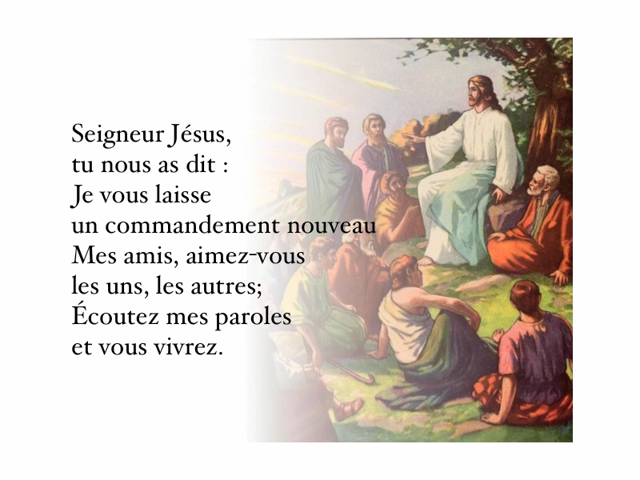 Seigneur Jésus,
tu nous as dit :
Je vous laisse
un commandement nouveau
Mes amis, aimez-vous
les uns, les autres;
Écoutez mes paroles
et vous vivrez.